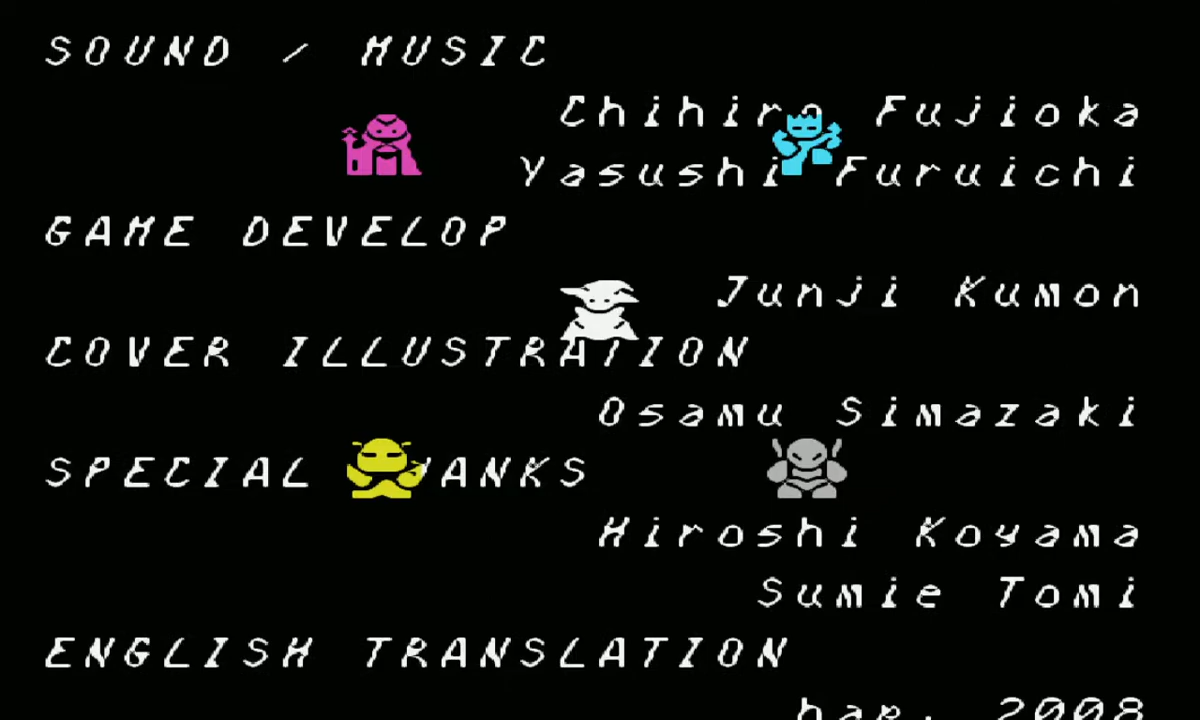 SOUND / MUSIC
Chihiro Fujioka
Yasushi Furuichi
GAME DEVELOP
Junji Kumon
COVER ILLUSTRATION
Osamu Simazaki
SPECIAL THANKS
Hiroshi Koyama
Sumie Tomi
ENGLISH TRANSLATION
2008